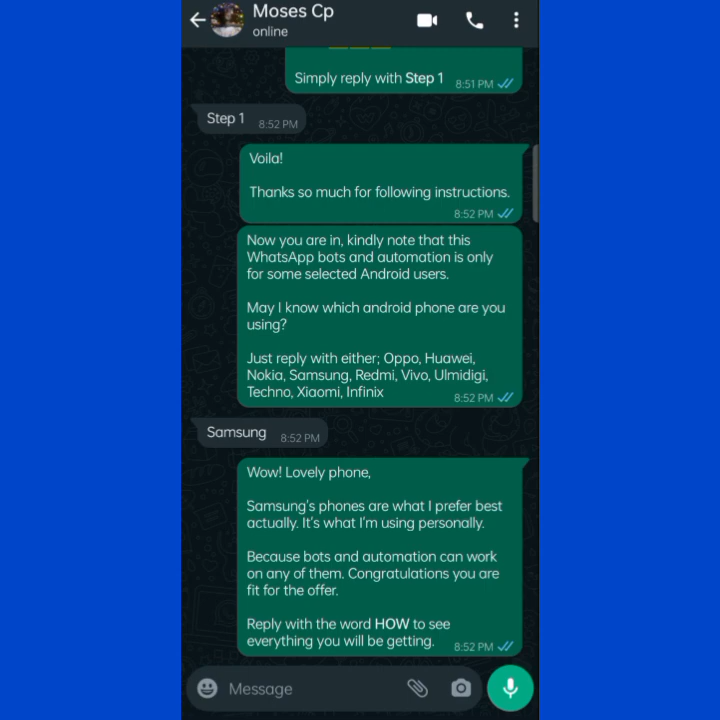 Moses Cp
online
Simply reply with Step 1
8:51 PM
Step 1
8:52 PM
Voila!
Thanks so much for following instructions.
8:52 PM
Now you are in, kindly note that this
WhatsApp bots and automation is only
for some selected Android users.
May I know which android phone are you
using?
Just reply with either; Oppo, Huawei,
Nokia, Samsung, Redmi, Vivo, Ulmidigi,
Techno, Xiaomi, Infinix
8:52 PM
Samsung
8:52 PM
Wow! Lovely phone,
Samsung's phones are what I prefer best
actually. It's what I'm using personally.
Because bots and automation can work
on any of them. Congratulations you are
fit for the offer.
Reply with the word HOW to see
everything you will be getting.
8:52 PM
Message